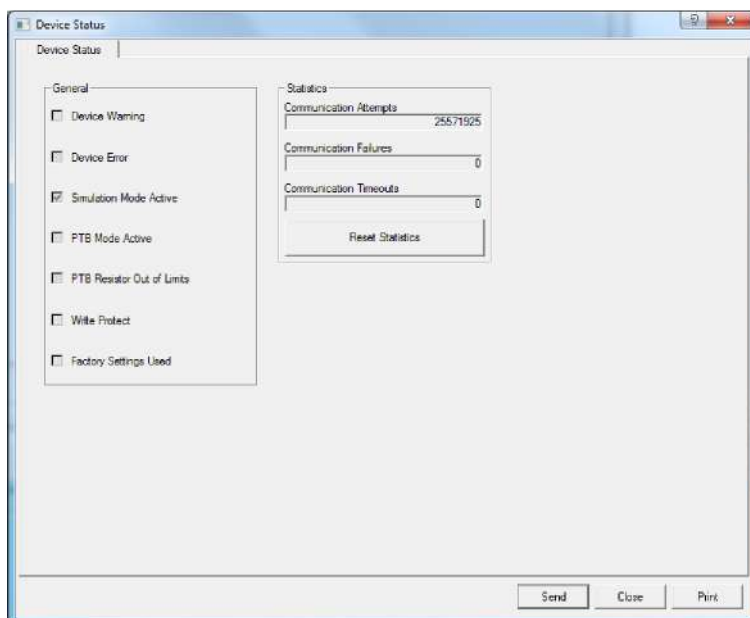 Device Status
Device Status
General
Device Warning
Device Error
Simulation Mode Active
PTB Mode Active
PTB Resistor Out of Limits
Write Protect
Factory Settings Used
Statistics
Communication Attempts
25571925
Communication Failures
0
Communication Timeouts
0
Reset Statistics
Send
Close
Print